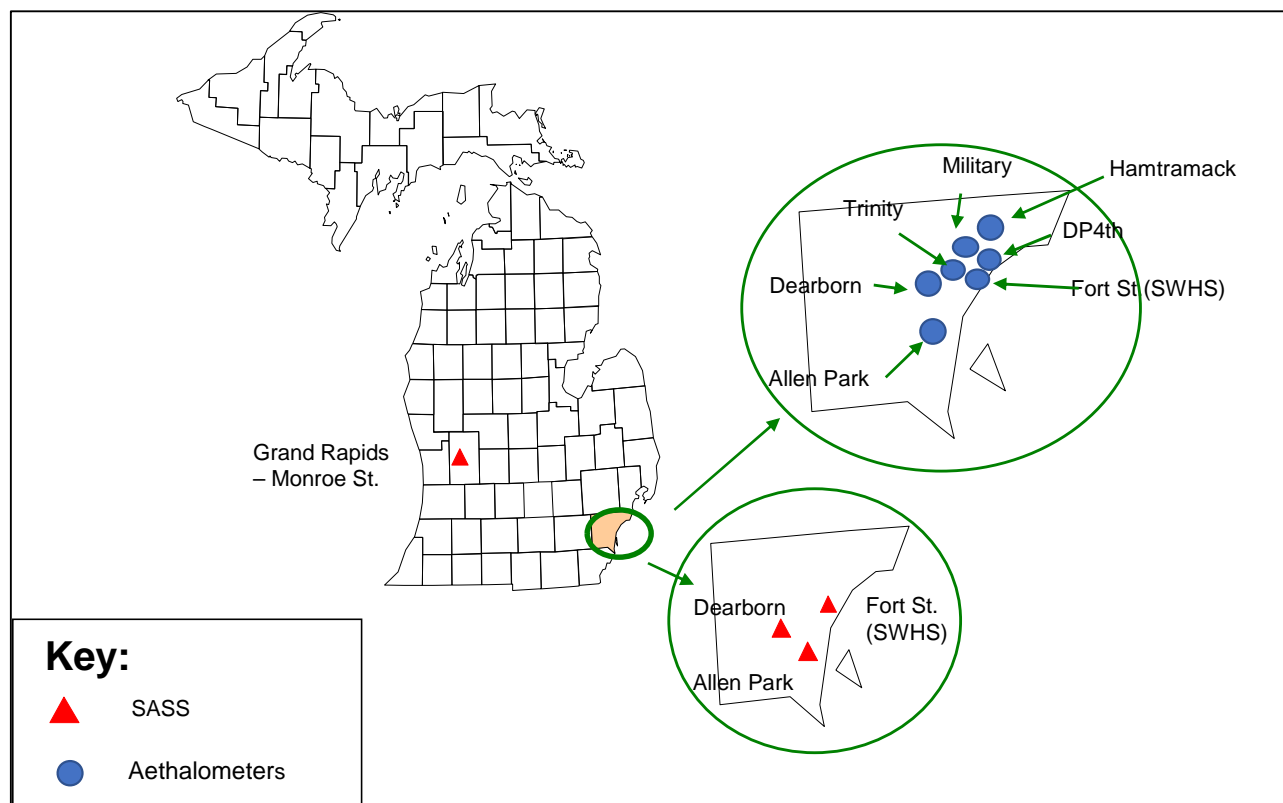 Military
Hamtramack
Trinity
DP4th
Dearborn
Fort St (SWHS)
Allen Park
Grand Rapids
– Monroe St.
Dearborn
Fort St.
(SWHS)
Allen Park
Key:
SASS
Aethalometers